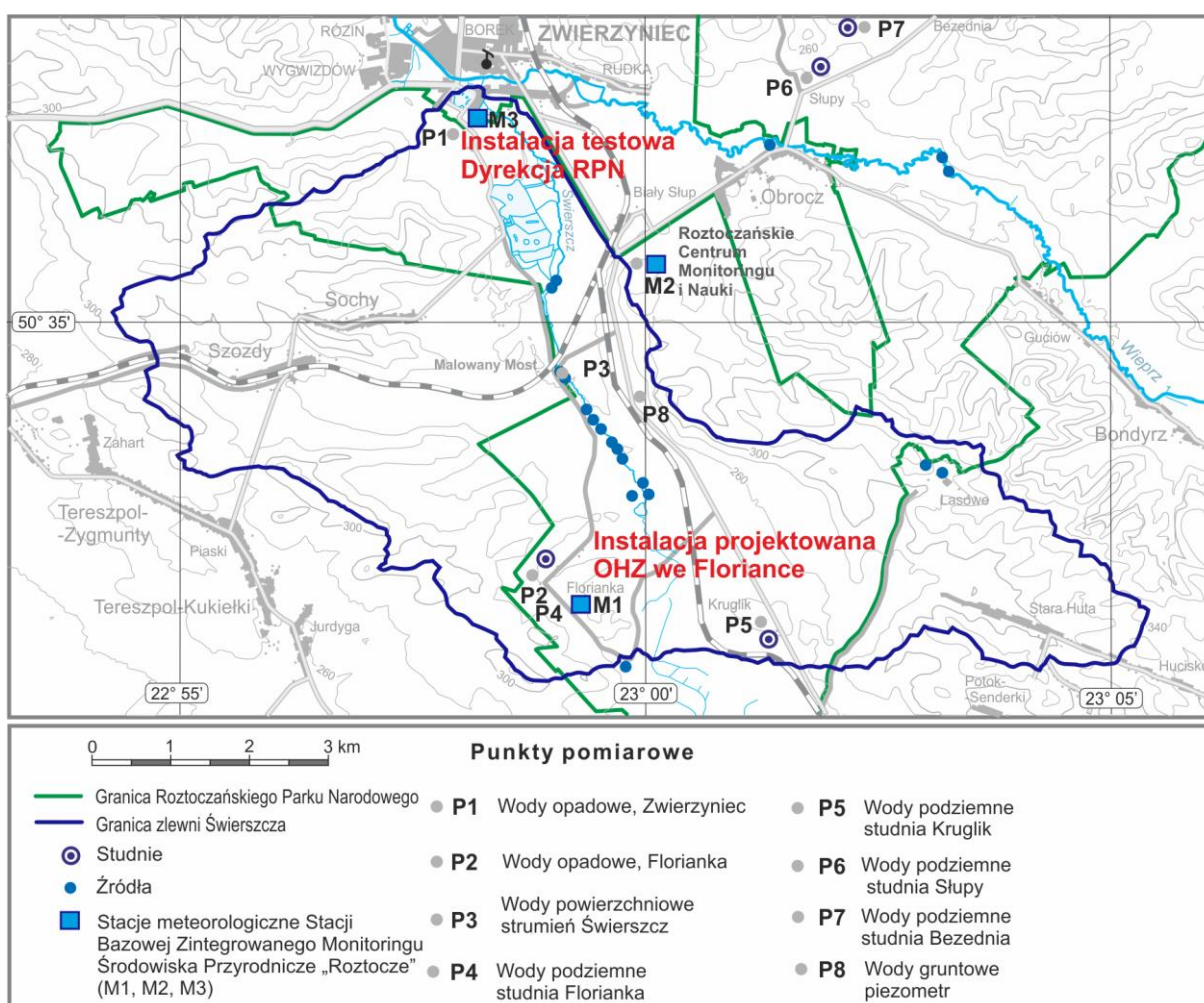 RÓZIN
BOREK
ZWIERZYNIEC
WYGWIZDÓW
RUDKA
260
Bezednia
P7
P6
Słupy
300
M3
P1
Instalacja testowa
Dyrekcja RPN
Biały Słup
Obrocz
Świerszcz
Roztoczańskie
Centrum
Monitoringu
i Nauki
M2
300
Sochy
50° 35'
280
Szozdy
Malowany Most
P3
P8
Guciów
Wieprz
Zahart
300
260
Bondyrz
Lasowe
Tereszpol-
-Zygmunty
300
Piaski
Instalacja projektowana
OHZ we Floriance
P2
P4
Florianka
M1
Kruglik
P5
Tereszpol-Kukiełki
Jurdyga
260
Stara Huta
340
Hucisko
300
Potok-
-Senderki
22° 55'
23° 00'
23° 05'
0 1 2 3 km
Punkty pomiarowe
Granica Roztoczańskiego Parku Narodowego
Granica zlewni Świerszcza
Studnie
Źródła
Stacje meteorologiczne Stacji
Bazowej Zintegrowanego Monitoringu
Środowiska Przyrodnicze „Roztocze”
(M1, M2, M3)
P1 Wody opadowe, Zwierzyniec
P2 Wody opadowe, Florianka
P3 Wody powierzchniowe
strumień Świerszcz
P4 Wody podziemne
studnia Florianka
P5 Wody podziemne
studnia Kruglik
P6 Wody podziemne
studnia Słupy
P7 Wody podziemne
studnia Bezednia
P8 Wody gruntowe
piezometr